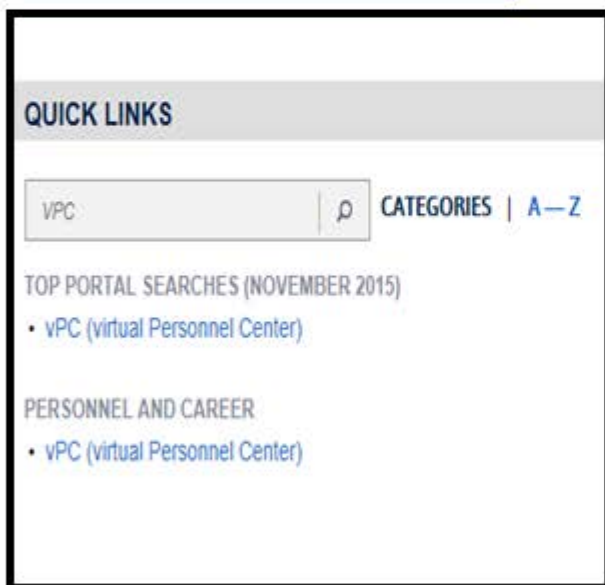 QUICK LINKS
VPC CATEGORIES | A—Z
TOP PORTAL SEARCHES (NOVEMBER 2015)
• vPC (virtual Personnel Center)
PERSONNEL AND CAREER
• vPC (virtual Personnel Center)